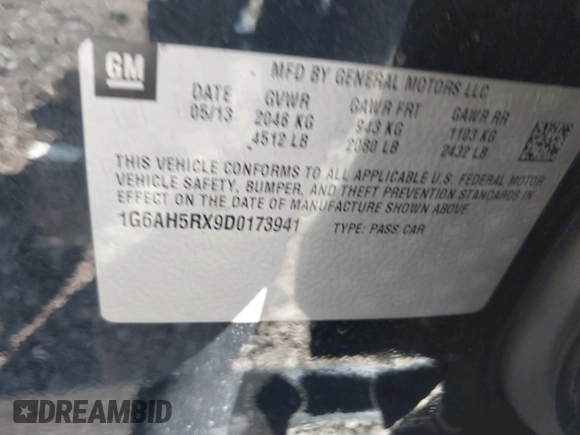 GM
MFD BY GENERAL MOTORS LLC
DATE GVWR GAWR FRT GAWR RR
05/13 2046 KG 943 KG 1103 KG
4512 LB 2080 LB 2432 LB
THIS VEHICLE CONFORMS TO ALL APPLICABLE U.S. FEDERAL MOTOR
VEHICLE SAFETY, BUMPER, AND THEFT PREVENTION STANDARDS IN
EFFECT ON THE DATE OF MANUFACTURE SHOWN ABOVE.
1G6AH5RX9D0173941 TYPE: PASS CAR
DREAMBID